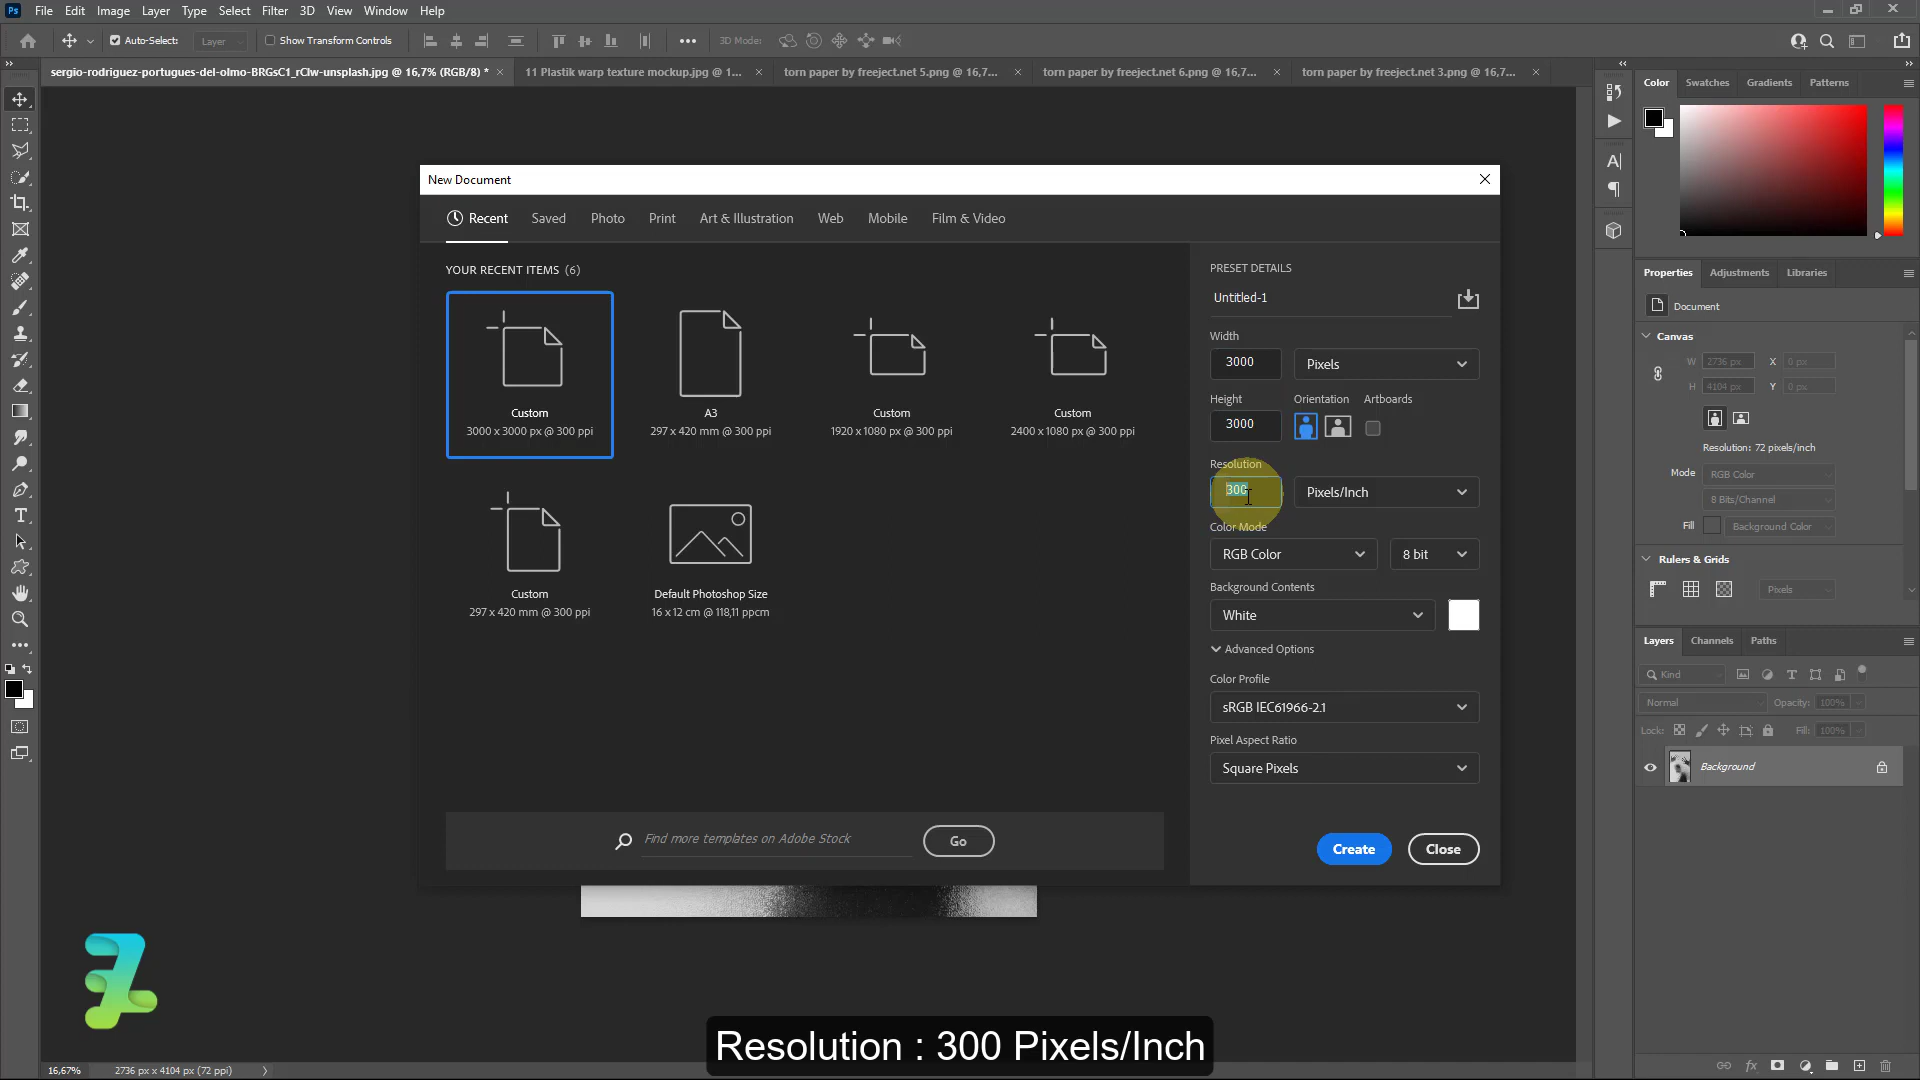 Ps File Edit Image Layer Type Select Filter 3D View Window Help
Auto-Select: Layer Show Transform Controls 3D Mode:
sergio-rodriguez-portugues-del-olmo-BRGsC1_rClw-unsplash.jpg @ 16,7% (RGB/8) * 11 Plastik warp texture mockup.jpg @ 1... torn paper by freeject.net 5.png @ 16,7... torn paper by freeject.net 6.png @ 16,7... torn paper by freeject.net 3.png @ 16,7...
New Document
Recent Saved Photo Print Art & Illustration Web Mobile Film & Video
YOUR RECENT ITEMS (6)
Custom
3000 x 3000 px @ 300 ppi
A3
297 x 420 mm @ 300 ppi
Custom
1920 x 1080 px @ 300 ppi
Custom
2400 x 1080 px @ 300 ppi
Custom
297 x 420 mm @ 300 ppi
Default Photoshop Size
16 x 12 cm @ 118,11 ppcm
Find more templates on Adobe Stock Go
PRESET DETAILS
Untitled-1
Width
3000 Pixels
Height Orientation Artboards
3000
Resolution
300 Pixels/Inch
Color Mode
RGB Color 8 bit
Background Contents
White
Advanced Options
Color Profile
sRGB IEC61966-2.1
Pixel Aspect Ratio
Square Pixels
Create Close
Color Swatches Gradients Patterns
Properties Adjustments Libraries
Document
Canvas
W 2736 px X 0 px
H 4104 px Y 0 px
Resolution: 72 pixels/inch
Mode RGB Color
8 Bits/Channel
Fill Background Color
Rulers & Grids
Pixels
Layers Channels Paths
Kind
Normal Opacity: 100%
Lock: Fill: 100%
Background
Resolution : 300 Pixels/Inch
16,67% 2736 px x 4104 px (72 ppi)